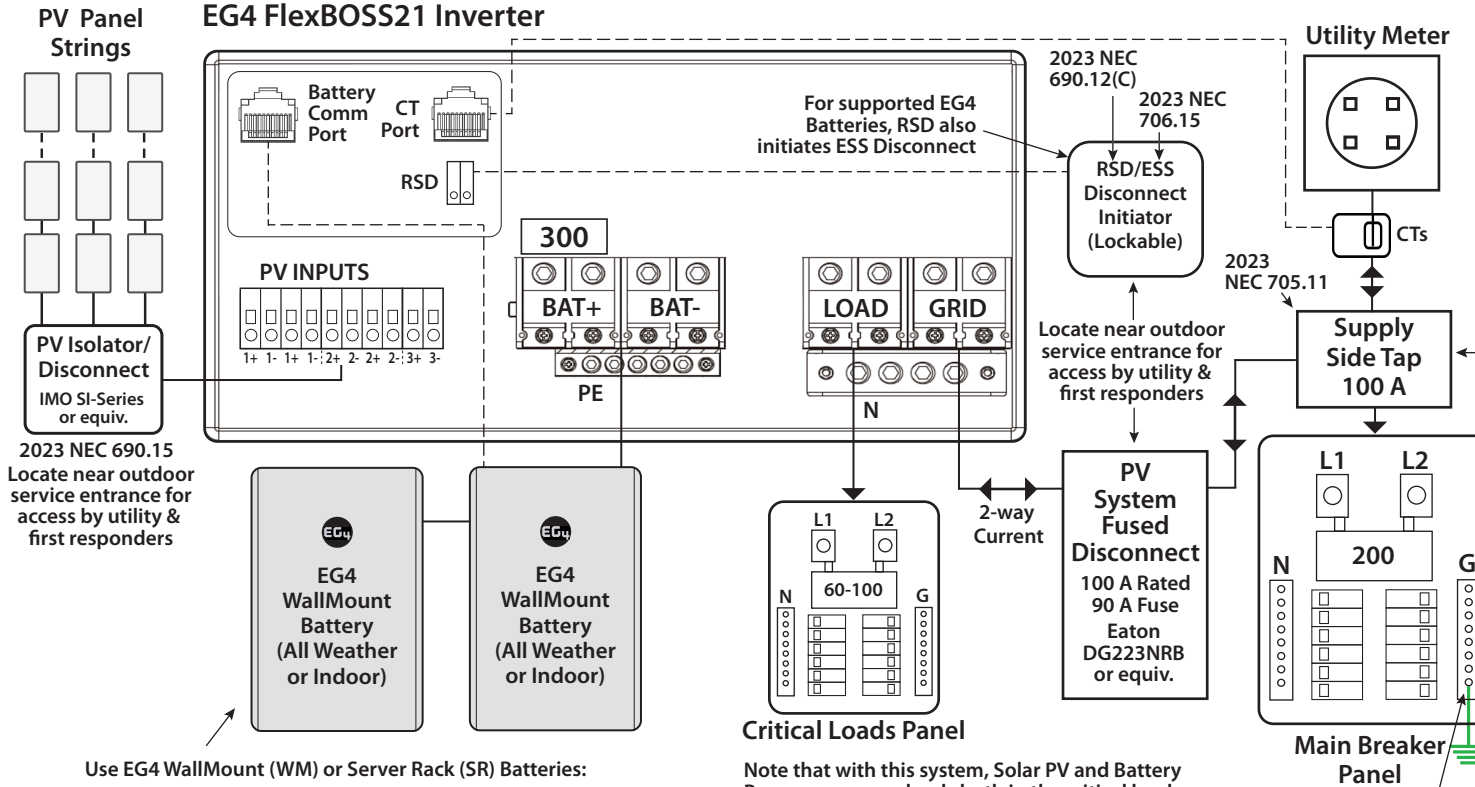 PV Panel
Strings
EG4 FlexBOSS21 Inverter
Battery
Comm
Port
CT
Port
RSD
For supported EG4
Batteries, RSD also
initiates ESS Disconnect
2023 NEC
690.12(C)
2023 NEC
706.15
RSD/ESS
Disconnect
Initiator
(Lockable)
Utility Meter
CTs
2023
NEC 705.11
Supply
Side Tap
100 A
PV INPUTS
1+ 1- 1+ 1- 2+ 2- 2+ 2- 3+ 3-
300
BAT+
BAT-
PE
LOAD
GRID
N
PV Isolator/
Disconnect
IMO SI-Series
or equiv.
2023 NEC 690.15
Locate near outdoor
service entrance for
access by utility &
first responders
Locate near outdoor
service entrance for
access by utility &
first responders
EG4
EG4
WallMount
Battery
(All Weather
or Indoor)
EG4
EG4
WallMount
Battery
(All Weather
or Indoor)
L1 L2
60-100
N
G
Critical Loads Panel
2-way
Current
PV
System
Fused
Disconnect
100 A Rated
90 A Fuse
Eaton
DG223NRB
or equiv.
L1 L2
200
N
G
Main Breaker
Panel
Use EG4 WallMount (WM) or Server Rack (SR) Batteries:
Note that with this system, Solar PV and Battery